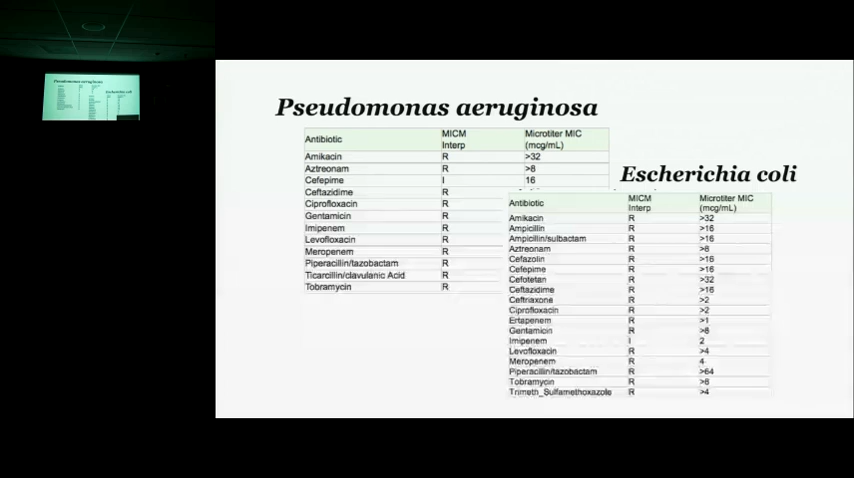 Pseudomonas aeruginosa
Antibiotic MICM Interp Microtiter MIC (mcg/mL)
Amikacin R >32
Aztreonam R >8
Cefepime I 16
Ceftazidime R
Ciprofloxacin R
Gentamicin R
Imipenem R
Levofloxacin R
Meropenem R
Piperacillin/tazobactam R
Ticarcillin/clavulanic Acid R
Tobramycin R
Escherichia coli
Antibiotic MICM Interp Microtiter MIC (mcg/mL)
Amikacin R >32
Ampicillin R >16
Ampicillin/sulbactam R >16
Aztreonam R >8
Cefazolin R >16
Cefepime R >16
Cefotetan R >32
Ceftazidime R >16
Ceftriaxone R >2
Ciprofloxacin R >2
Ertapenem R >1
Gentamicin R >8
Imipenem I 2
Levofloxacin R >4
Meropenem R 4
Piperacillin/tazobactam R >64
Tobramycin R >8
Trimeth_Sulfamethoxazole R >4